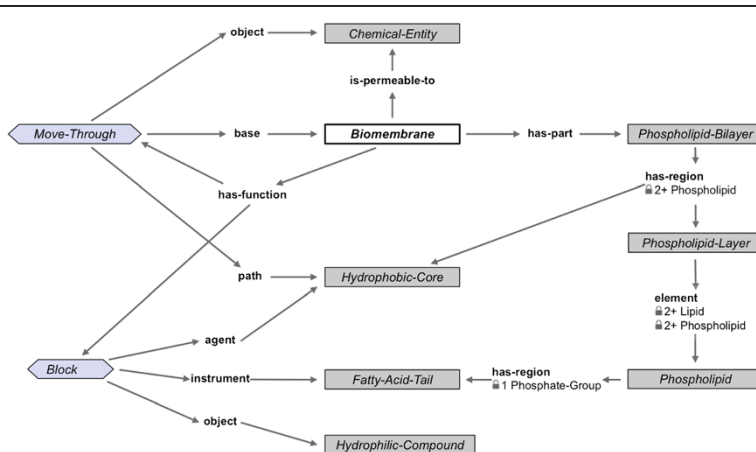 object
Chemical-Entity
is-permeable-to
Move-Through
base
Biomembrane
has-part
Phospholipid-Bilayer
has-function
has-region
2+ Phospholipid
Phospholipid-Layer
path
Hydrophobic-Core
element
2+ Lipid
2+ Phospholipid
agent
Block
instrument
Fatty-Acid-Tail
has-region
1 Phosphate-Group
Phospholipid
object
Hydrophilic-Compound